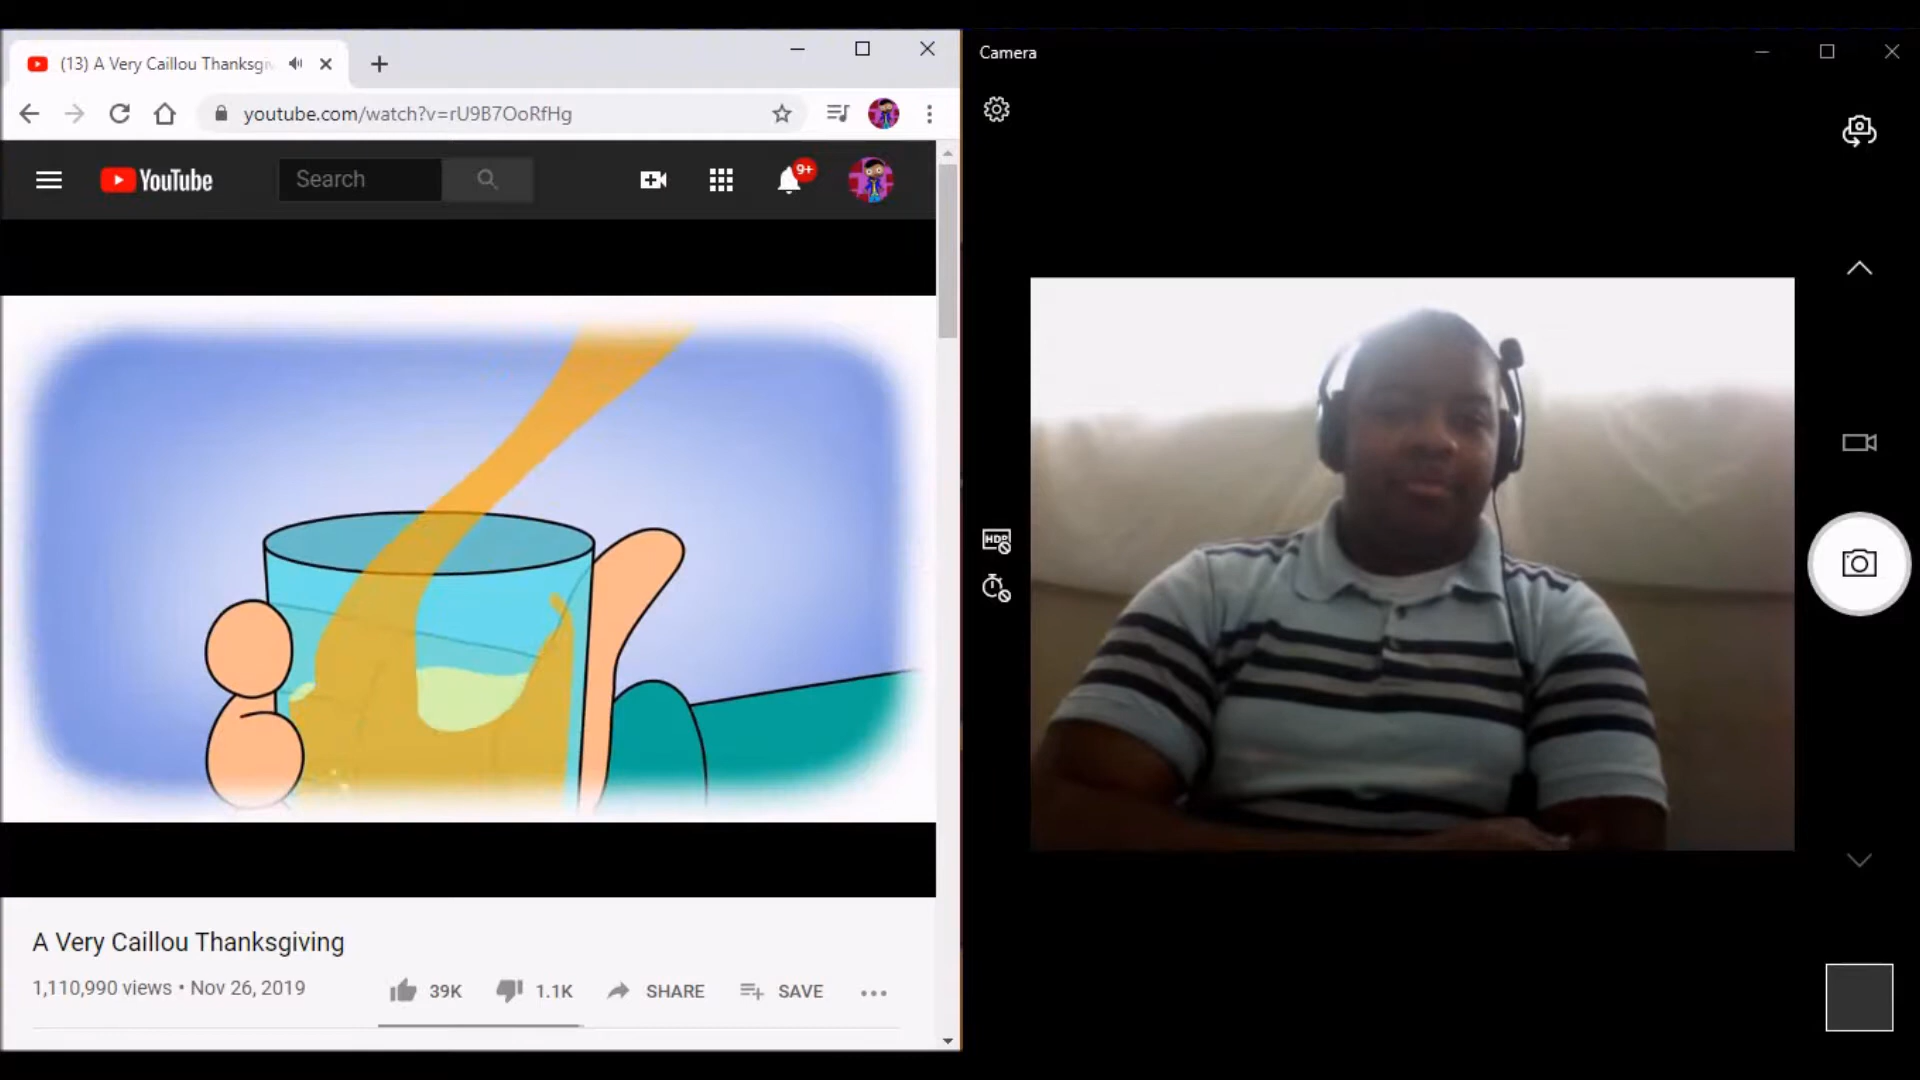 (13) A Very Caillou Thanksgiv
youtube.com/watch?v=rU9B7OoRfHg
YouTube
Search
9+
A Very Caillou Thanksgiving
1,110,990 views • Nov 26, 2019
39K
1.1K
SHARE
SAVE
Camera
HDR